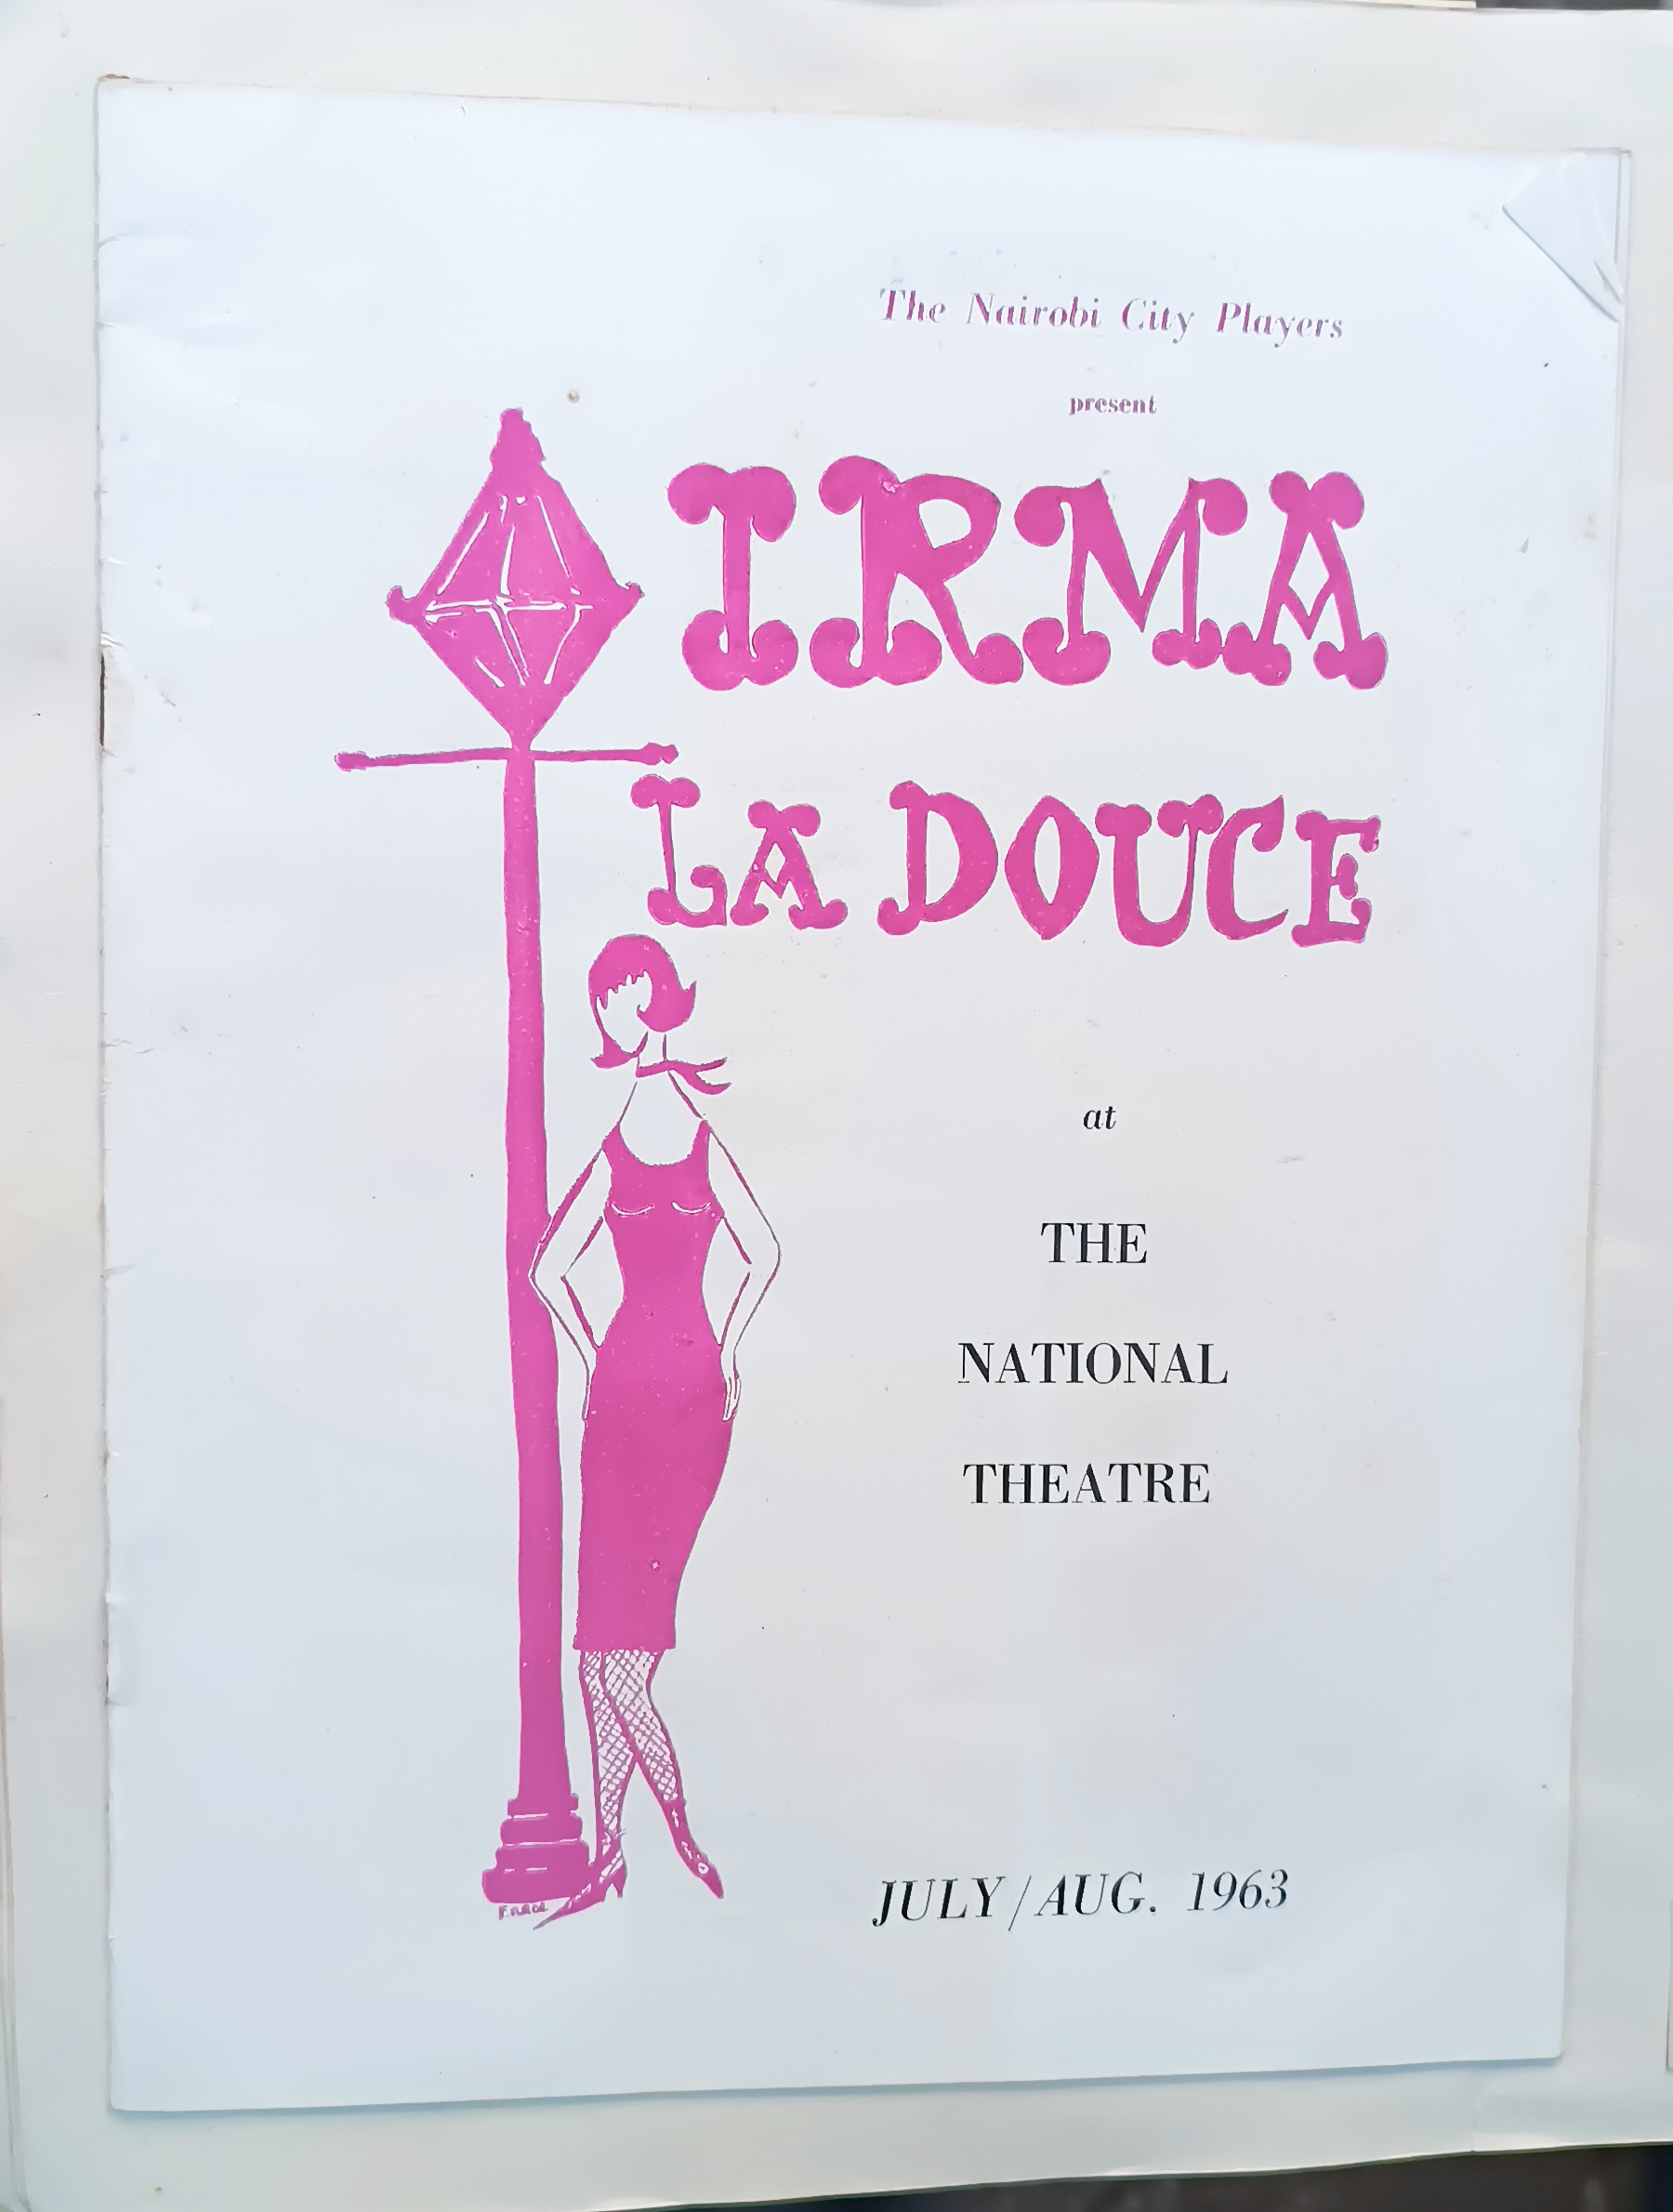 The Nairobi City Players
present
IRMA
LA DOUCE
at
THE
NATIONAL
THEATRE
JULY/AUG. 1963